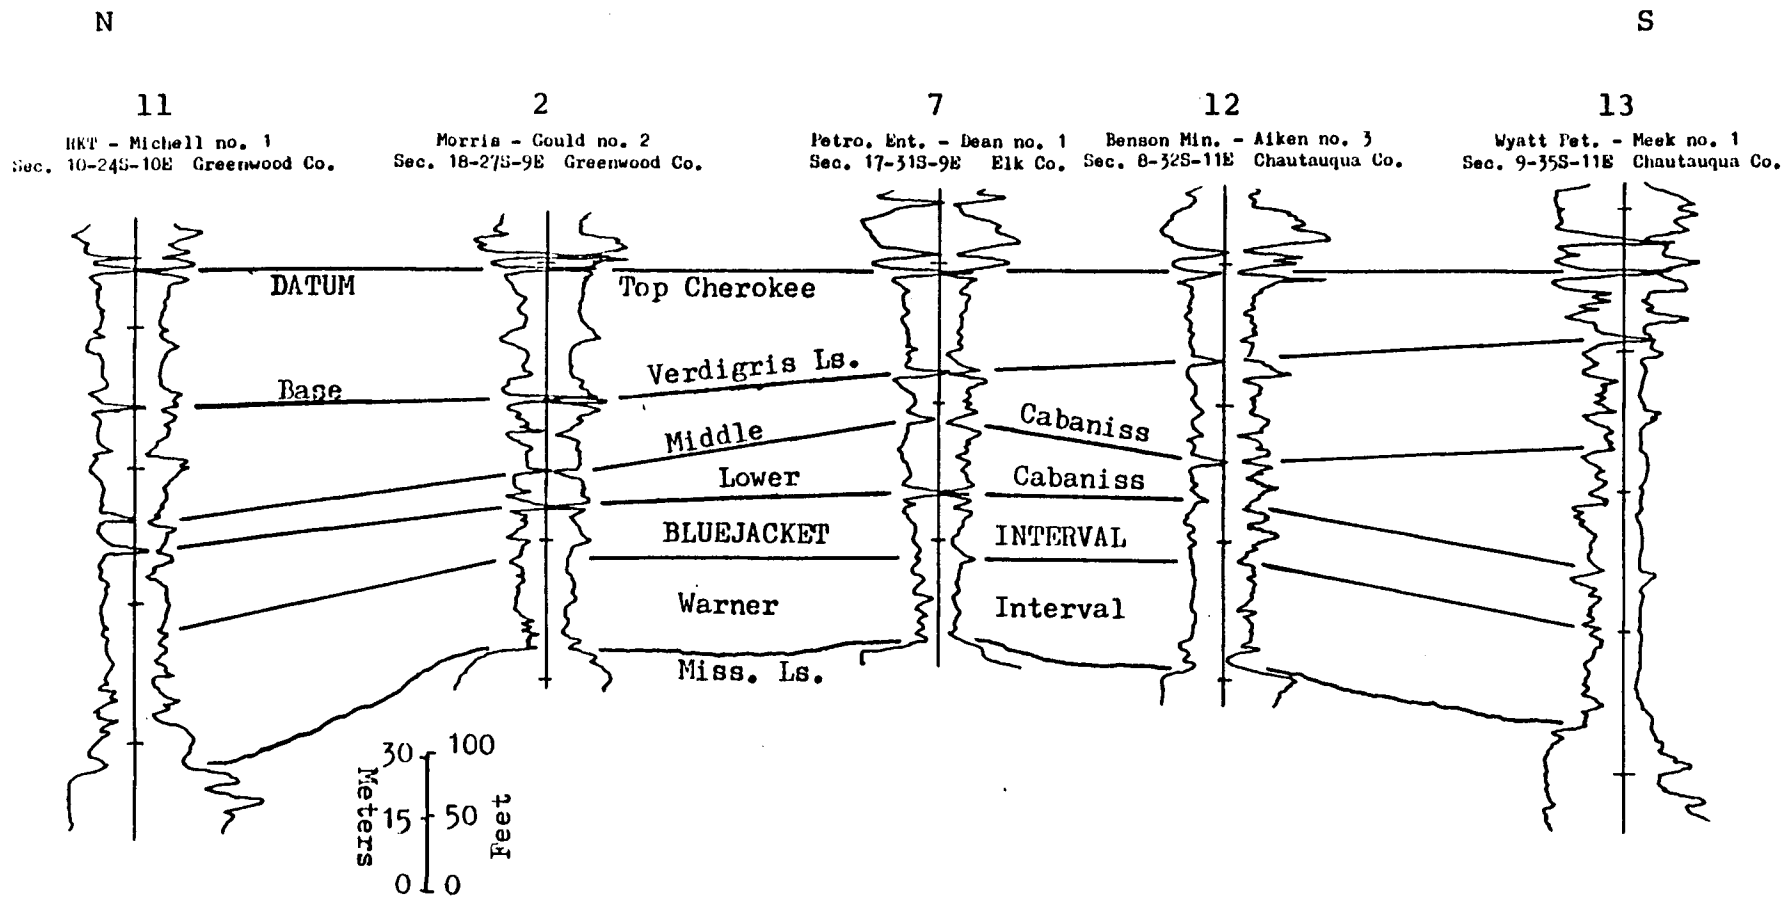 N S
11 2 7 12 13
RKT - Michell no. 1 Morris - Gould no. 2 Petro. Ent. - Dean no. 1 Benson Min. - Aiken no. 3 Wyatt Pet. - Meek no. 1
Sec. 10-24S-10E Greenwood Co. Sec. 18-27S-9E Greenwood Co. Sec. 17-31S-9E Elk Co. Sec. 8-32S-11E Chautauqua Co. Sec. 9-35S-11E Chautauqua Co.
DATUM Top Cherokee
Base Verdigris Ls.
Middle Cabaniss
Lower Cabaniss
BLUEJACKET INTERVAL
Warner Interval
Miss. Ls.
30 100
15 50
0 0
Meters
Feet